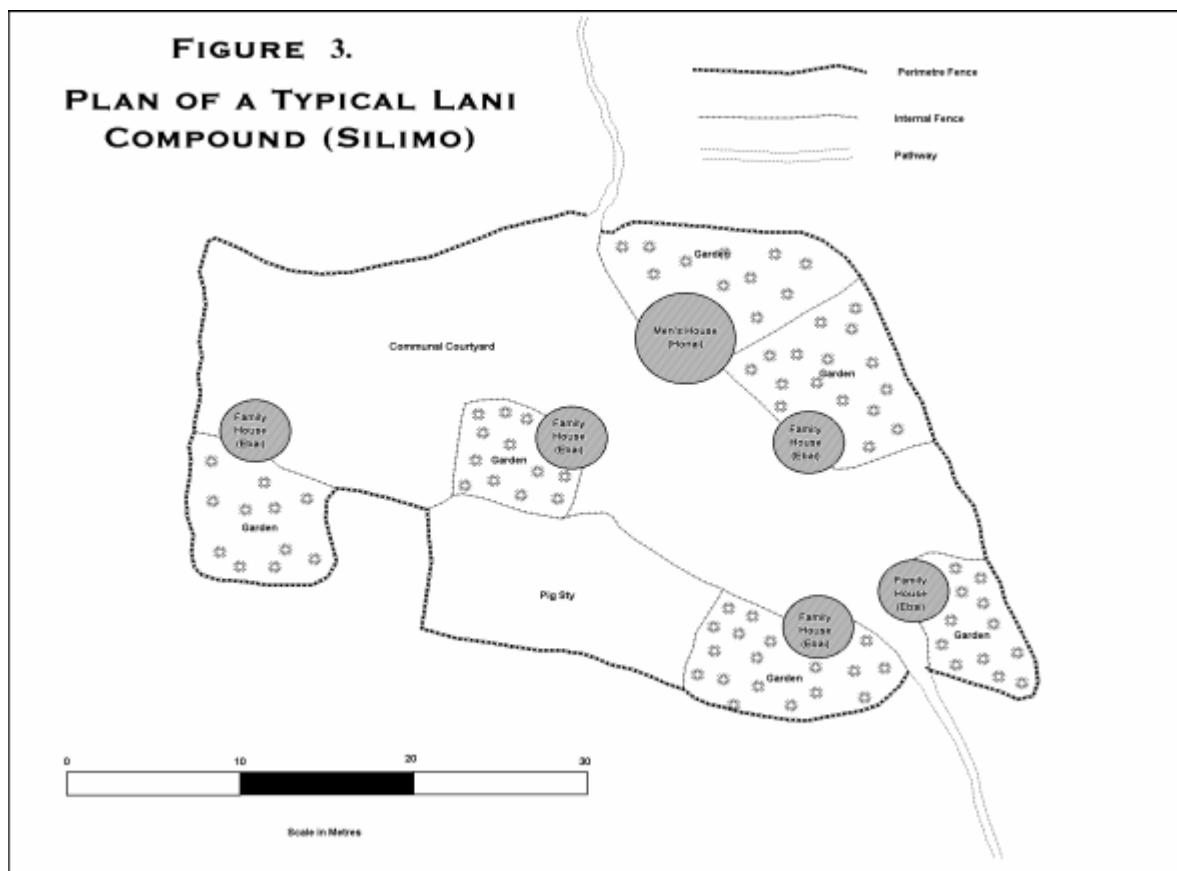 FIGURE 3.
PLAN OF A TYPICAL LANI
COMPOUND (SILIMO)
Perimetre Fence
Internal Fence
Pathway
Garden
Men's House
(Honai)
Communal Courtyard
Garden
Family
House
(Ebai)
Family
House
(Ebai)
Family
House
(Ebai)
Garden
Garden
Family
House
(Ebai)
Pig Sty
Family
House
(Ebai)
Garden
Garden
0
10
20
30
Scale in Metres